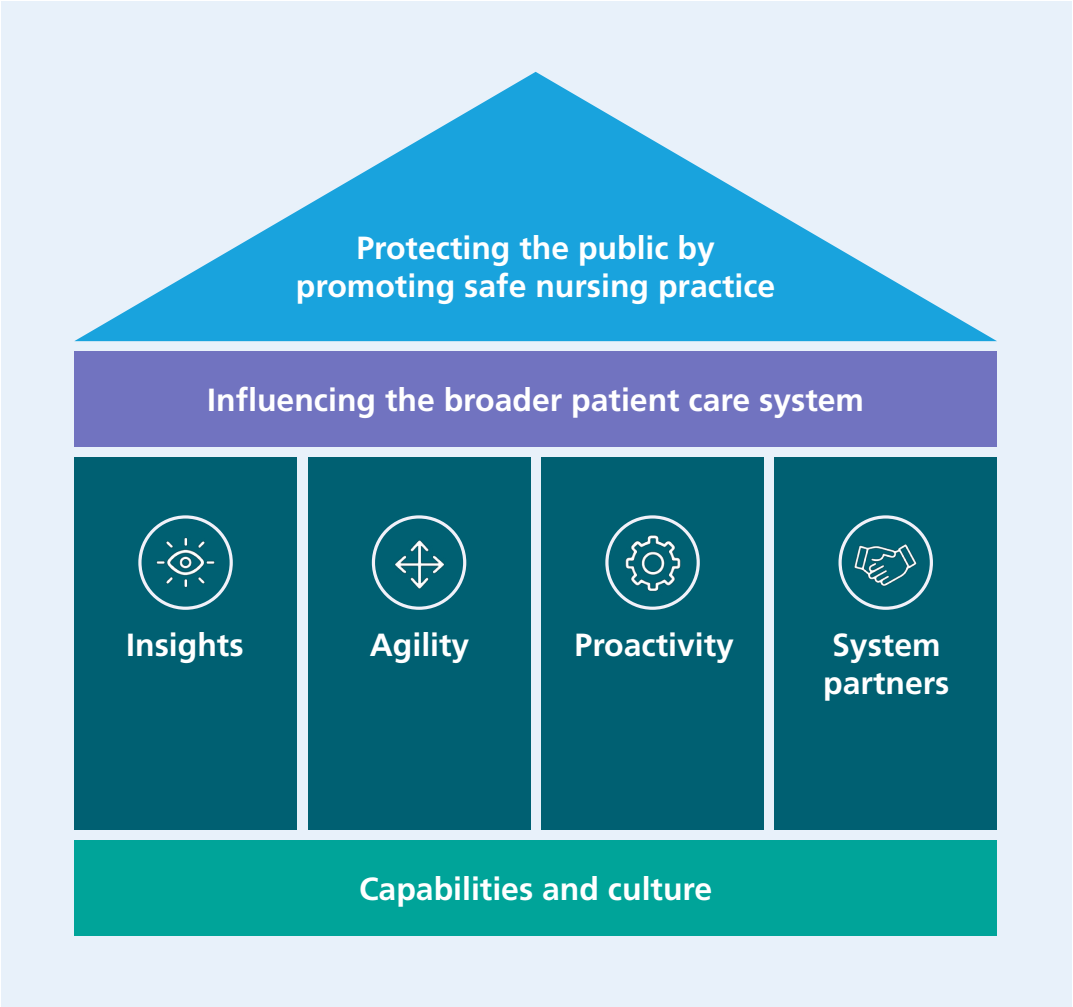 Protecting the public by
promoting safe nursing practice
Influencing the broader patient care system
Insights
Agility
Proactivity
System
partners
Capabilities and culture